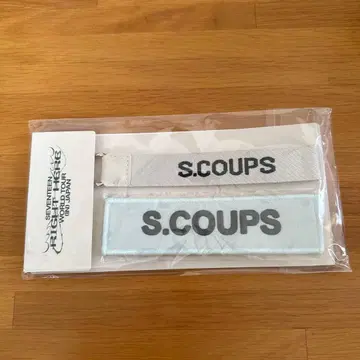 SEVENTEEN
RIGHT HERE
WORLD TOUR
IN JAPAN
S.COUPS
S.COUPS